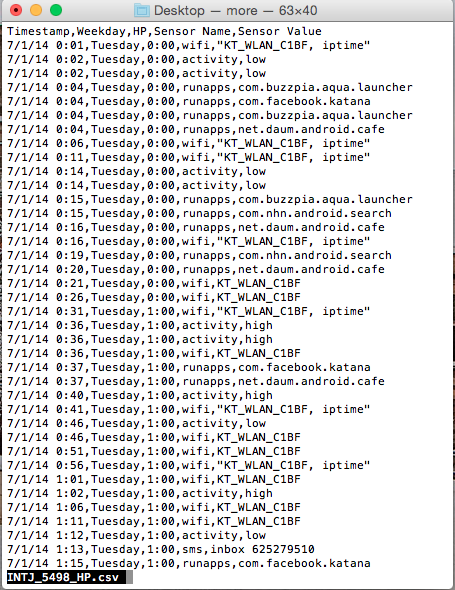 Desktop — more — 63×40
Timestamp,Weekday,HP,Sensor Name,Sensor Value
7/1/14 0:01,Tuesday,0:00,wifi,"KT_WLAN_C1BF, iptime"
7/1/14 0:02,Tuesday,0:00,activity,low
7/1/14 0:02,Tuesday,0:00,activity,low
7/1/14 0:04,Tuesday,0:00,runapps,com.buzzpia.aqua.launcher
7/1/14 0:04,Tuesday,0:00,runapps,com.facebook.katana
7/1/14 0:04,Tuesday,0:00,runapps,com.buzzpia.aqua.launcher
7/1/14 0:04,Tuesday,0:00,runapps,net.daum.android.cafe
7/1/14 0:06,Tuesday,0:00,wifi,"KT_WLAN_C1BF, iptime"
7/1/14 0:11,Tuesday,0:00,wifi,"KT_WLAN_C1BF, iptime"
7/1/14 0:14,Tuesday,0:00,activity,low
7/1/14 0:14,Tuesday,0:00,activity,low
7/1/14 0:15,Tuesday,0:00,runapps,com.buzzpia.aqua.launcher
7/1/14 0:15,Tuesday,0:00,runapps,com.nhn.android.search
7/1/14 0:16,Tuesday,0:00,runapps,net.daum.android.cafe
7/1/14 0:16,Tuesday,0:00,wifi,"KT_WLAN_C1BF, iptime"
7/1/14 0:19,Tuesday,0:00,runapps,com.nhn.android.search
7/1/14 0:20,Tuesday,0:00,runapps,net.daum.android.cafe
7/1/14 0:21,Tuesday,0:00,wifi,KT_WLAN_C1BF
7/1/14 0:26,Tuesday,0:00,wifi,KT_WLAN_C1BF
7/1/14 0:31,Tuesday,1:00,wifi,"KT_WLAN_C1BF, iptime"
7/1/14 0:36,Tuesday,1:00,activity,high
7/1/14 0:36,Tuesday,1:00,activity,high
7/1/14 0:36,Tuesday,1:00,wifi,KT_WLAN_C1BF
7/1/14 0:37,Tuesday,1:00,runapps,com.facebook.katana
7/1/14 0:37,Tuesday,1:00,runapps,net.daum.android.cafe
7/1/14 0:40,Tuesday,1:00,activity,high
7/1/14 0:41,Tuesday,1:00,wifi,"KT_WLAN_C1BF, iptime"
7/1/14 0:46,Tuesday,1:00,activity,low
7/1/14 0:46,Tuesday,1:00,wifi,KT_WLAN_C1BF
7/1/14 0:51,Tuesday,1:00,wifi,KT_WLAN_C1BF
7/1/14 0:56,Tuesday,1:00,wifi,"KT_WLAN_C1BF, iptime"
7/1/14 1:01,Tuesday,1:00,wifi,KT_WLAN_C1BF
7/1/14 1:02,Tuesday,1:00,activity,high
7/1/14 1:06,Tuesday,1:00,wifi,KT_WLAN_C1BF
7/1/14 1:11,Tuesday,1:00,wifi,KT_WLAN_C1BF
7/1/14 1:12,Tuesday,1:00,activity,low
7/1/14 1:13,Tuesday,1:00,sms,inbox 625279510
7/1/14 1:15,Tuesday,1:00,runapps,com.facebook.katana
INTJ_5498_HP.csv